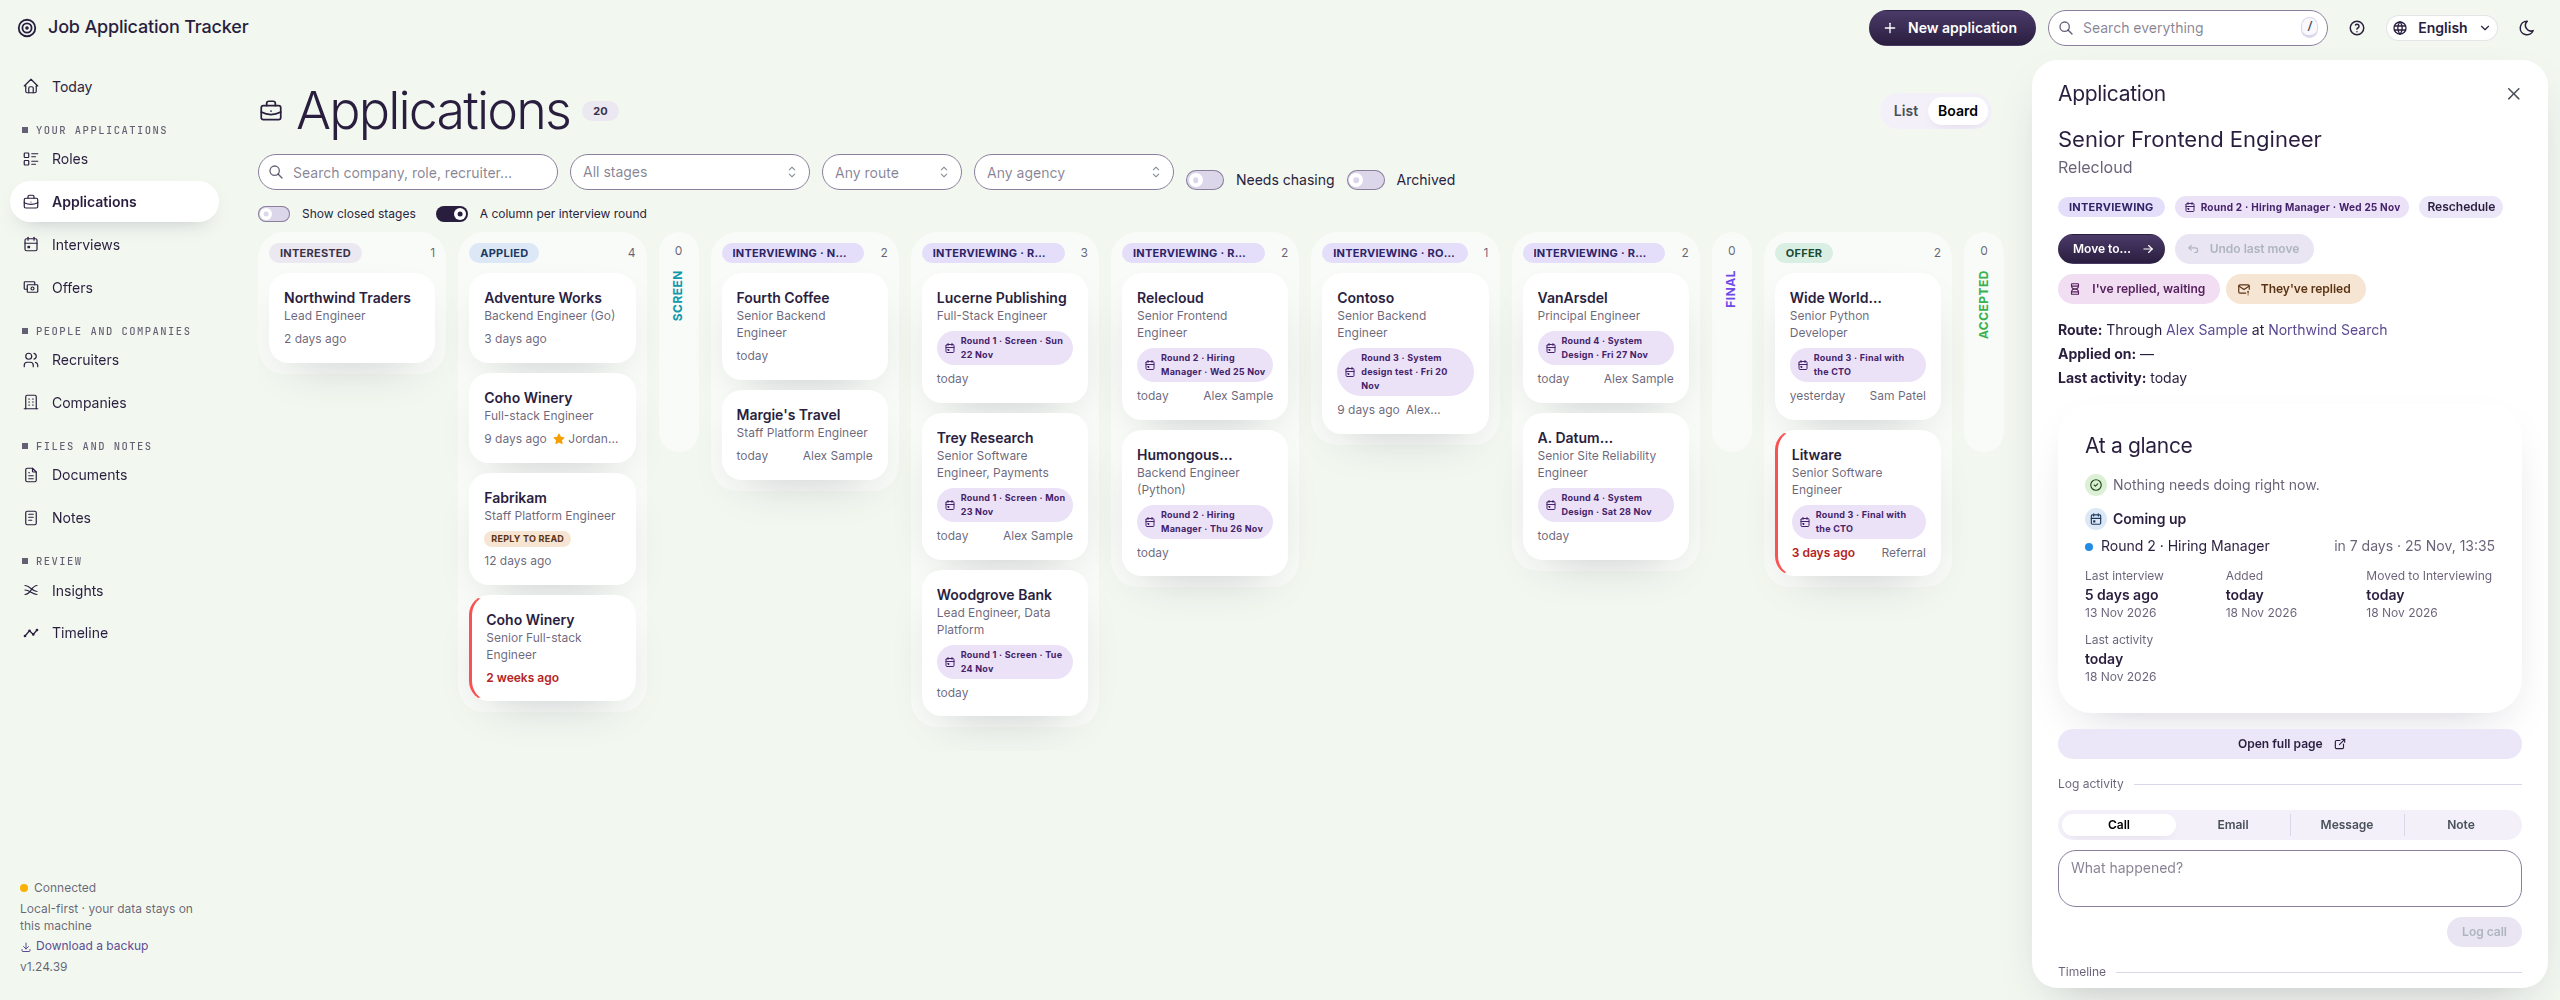 Job Application Tracker
New application
Search everything
/
English
Today
YOUR APPLICATIONS
Roles
Applications
Interviews
Offers
PEOPLE AND COMPANIES
Recruiters
Companies
FILES AND NOTES
Documents
Notes
REVIEW
Insights
Timeline
Connected
Local-first · your data stays on
this machine
Download a backup
v1.24.39
Applications
20
List
Board
Search company, role, recruiter...
All stages
Any route
Any agency
Needs chasing
Archived
Show closed stages
A column per interview round
INTERESTED
1
Northwind Traders
Lead Engineer
2 days ago
APPLIED
4
Adventure Works
Backend Engineer (Go)
3 days ago
Coho Winery
Full-stack Engineer
9 days ago
Jordan...
Fabrikam
Staff Platform Engineer
REPLY TO READ
12 days ago
Coho Winery
Senior Full-stack
Engineer
2 weeks ago
0
SCREEN
INTERVIEWING · N...
2
Fourth Coffee
Senior Backend
Engineer
today
Margie's Travel
Staff Platform Engineer
today
Alex Sample
INTERVIEWING · R...
3
Lucerne Publishing
Full-Stack Engineer
Round 1 · Screen · Sun
22 Nov
today
Trey Research
Senior Software
Engineer, Payments
Round 1 · Screen · Mon
23 Nov
today
Alex Sample
Woodgrove Bank
Lead Engineer, Data
Platform
Round 1 · Screen · Tue
24 Nov
today
INTERVIEWING · R...
2
Relecloud
Senior Frontend
Engineer
Round 2 · Hiring
Manager · Wed 25 Nov
today
Alex Sample
Humongous...
Backend Engineer
(Python)
Round 2 · Hiring
Manager · Thu 26 Nov
today
INTERVIEWING · RO...
1
Contoso
Senior Backend
Engineer
Round 3 · System
design test · Fri 20
Nov
9 days ago
Alex...
INTERVIEWING · R...
2
VanArsdel
Principal Engineer
Round 4 · System
Design · Fri 27 Nov
today
Alex Sample
A. Datum...
Senior Site Reliability
Engineer
Round 4 · System
Design · Sat 28 Nov
today
0
FINAL
OFFER
2
Wide World...
Senior Python
Developer
Round 3 · Final with
the CTO
yesterday
Sam Patel
Litware
Senior Software
Engineer
Round 3 · Final with
the CTO
3 days ago
Referral
0
ACCEPTED
Application
Senior Frontend Engineer
Relecloud
INTERVIEWING
Round 2 · Hiring Manager · Wed 25 Nov
Reschedule
Move to...
Undo last move
I've replied, waiting
They've replied
Route: Through Alex Sample at Northwind Search
Applied on: —
Last activity: today
At a glance
Nothing needs doing right now.
Coming up
Round 2 · Hiring Manager
in 7 days · 25 Nov, 13:35
Last interview
5 days ago
13 Nov 2026
Added
today
18 Nov 2026
Moved to Interviewing
today
18 Nov 2026
Last activity
today
18 Nov 2026
Open full page
Log activity
Call
Email
Message
Note
What happened?
Log call
Timeline